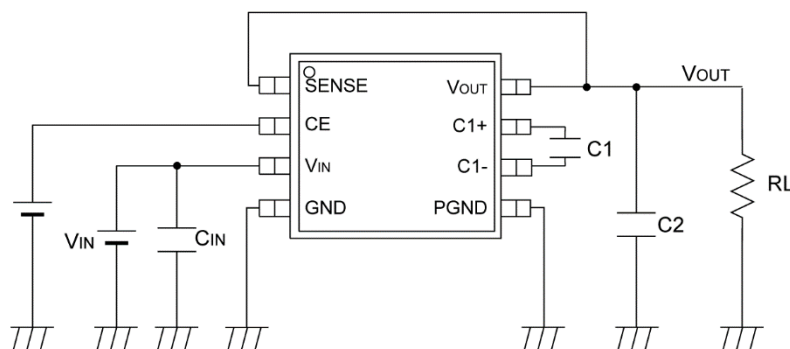 SENSE
VOUT
VOUT
CE
C1+
C1
VIN
C1-
RL
GND
PGND
C2
VIN
CIN